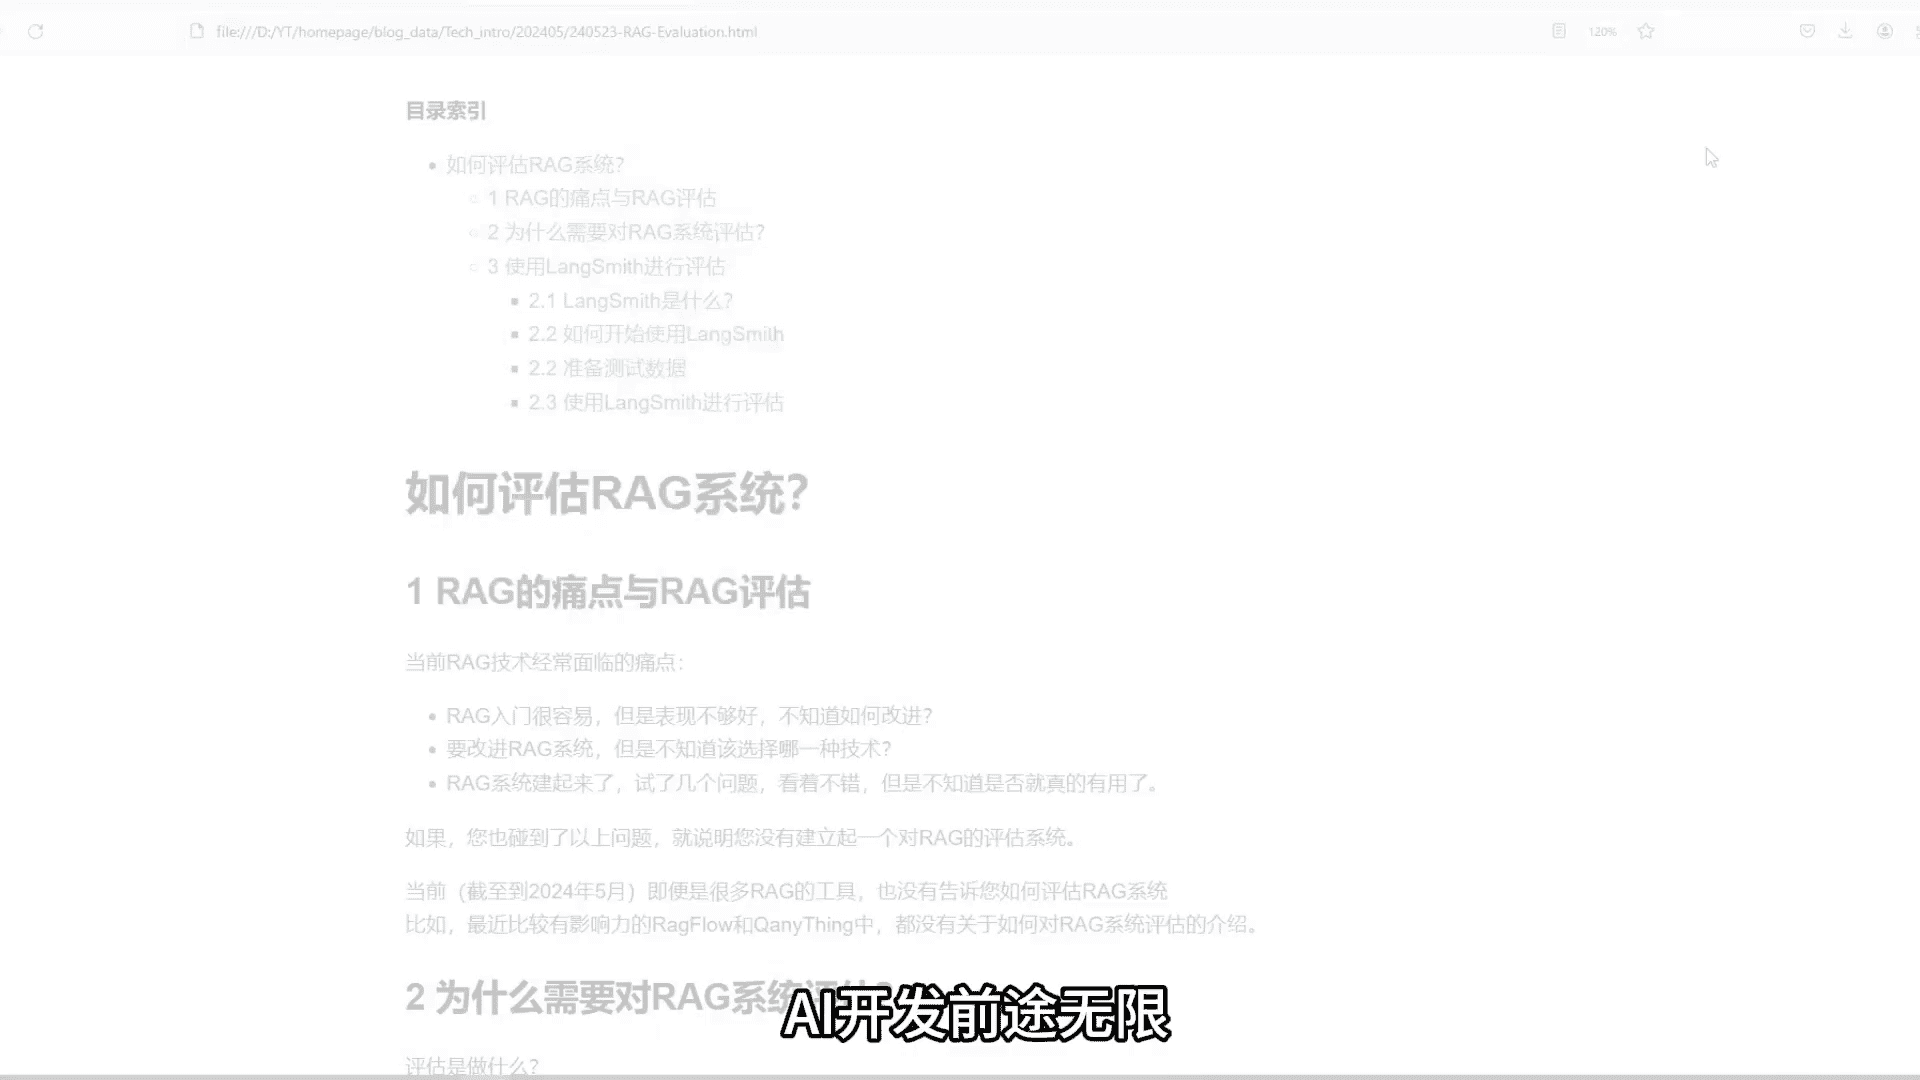 file:///D:/YT/homepage/blog_data/Tech_intro/202405/240523-RAG-Evaluation.html
120%
目录索引
如何评估RAG系统?
1 RAG的痛点与RAG评估
2 为什么需要对RAG系统评估?
3 使用LangSmith进行评估
2.1 LangSmith是什么?
2.2 如何开始使用LangSmith
2.2 准备测试数据
2.3 使用LangSmith进行评估
如何评估RAG系统?
1 RAG的痛点与RAG评估
当前RAG技术经常面临的痛点:
RAG入门很容易，但是表现不够好，不知道如何改进?
要改进RAG系统，但是不知道该选择哪一种技术?
RAG系统建起来了，试了几个问题，看着不错，但是不知道是否就真的有用了。
如果，您也碰到了以上问题，就说明您没有建立起一个对RAG的评估系统。
当前（截至到2024年5月）即便是很多RAG的工具，也没有告诉您如何评估RAG系统
比如，最近比较有影响力的RagFlow和QanyThing中，都没有关于如何对RAG系统评估的介绍。
2 为什么需要对RAG系统评估?
AI开发前途无限
评估是做什么?